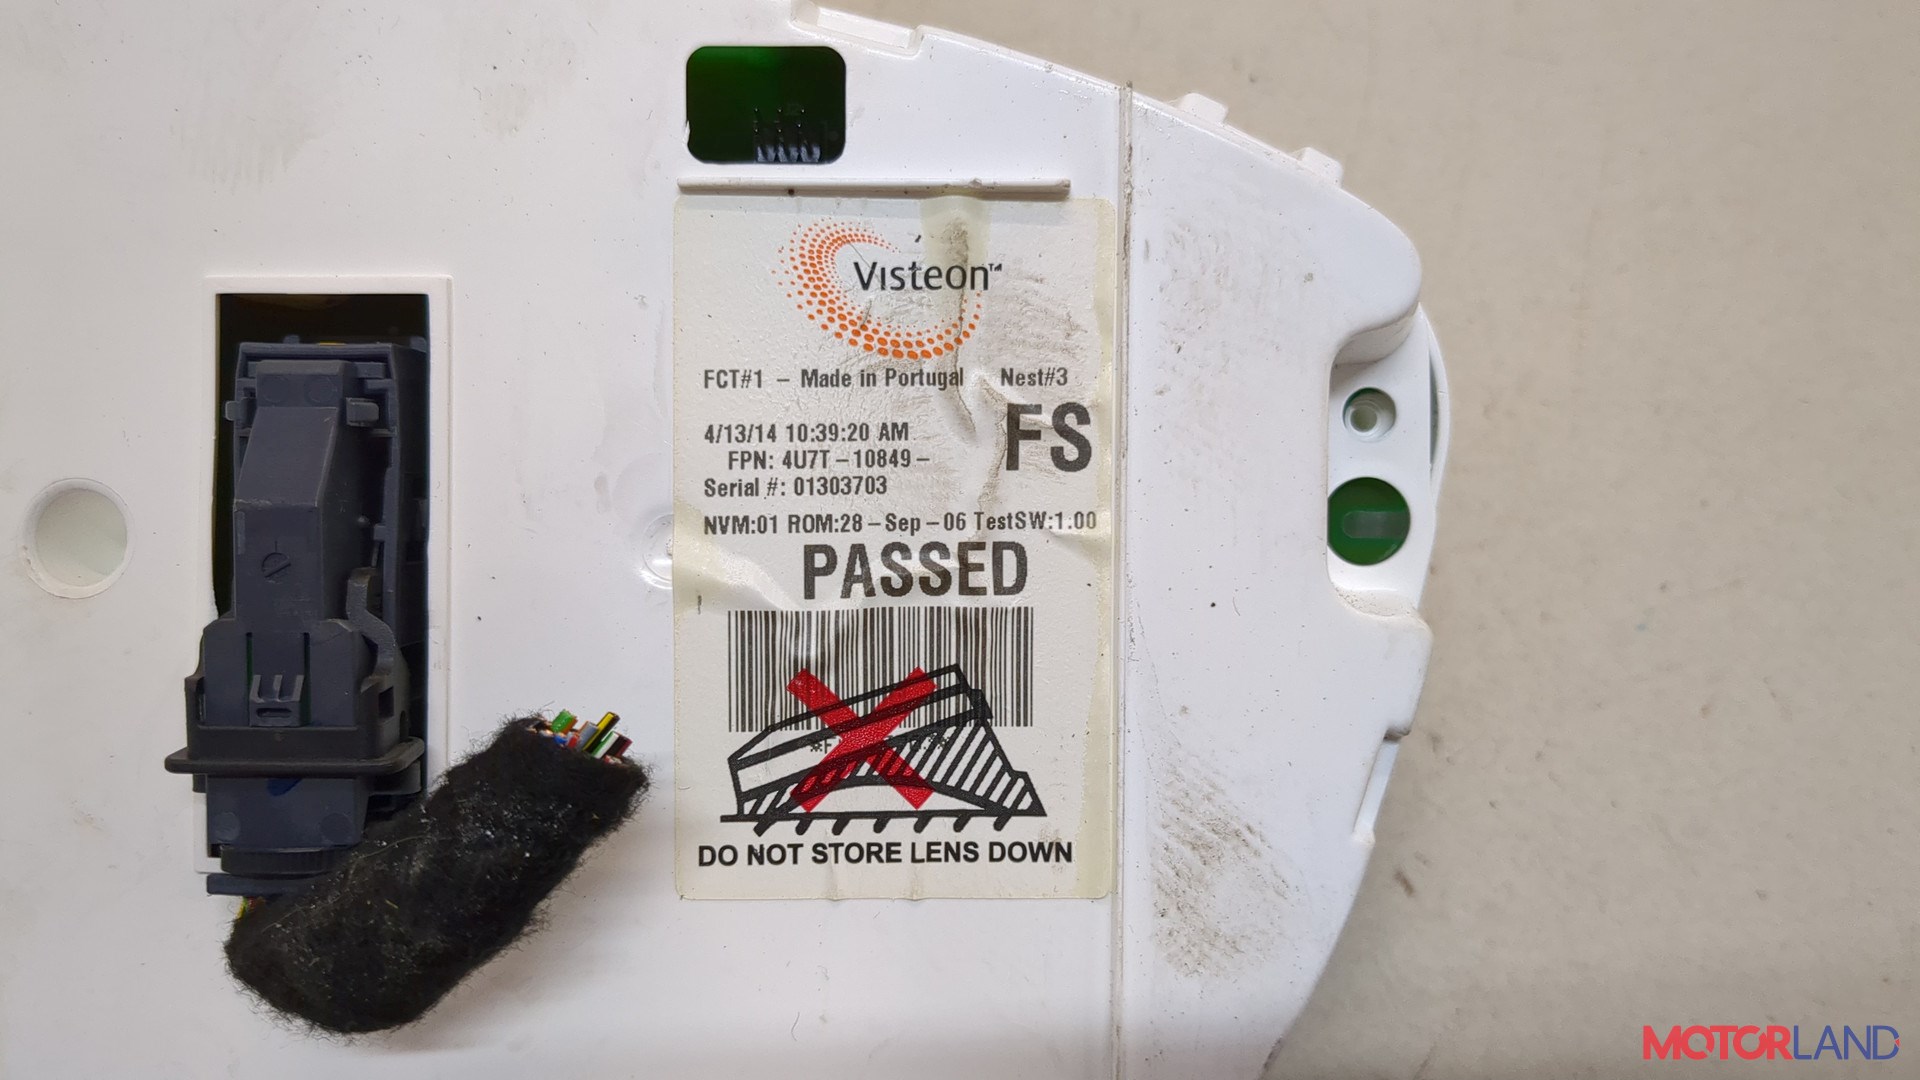 Visteon™
FCT#1 – Made in Portugal Nest#3
4/13/14 10:39:20 AM
FS
FPN: 4U7T–10849–
Serial #: 01303703
NVM:01 ROM:28–Sep–06 TestSW:1.00
PASSED
DO NOT STORE LENS DOWN
MOTORLAND